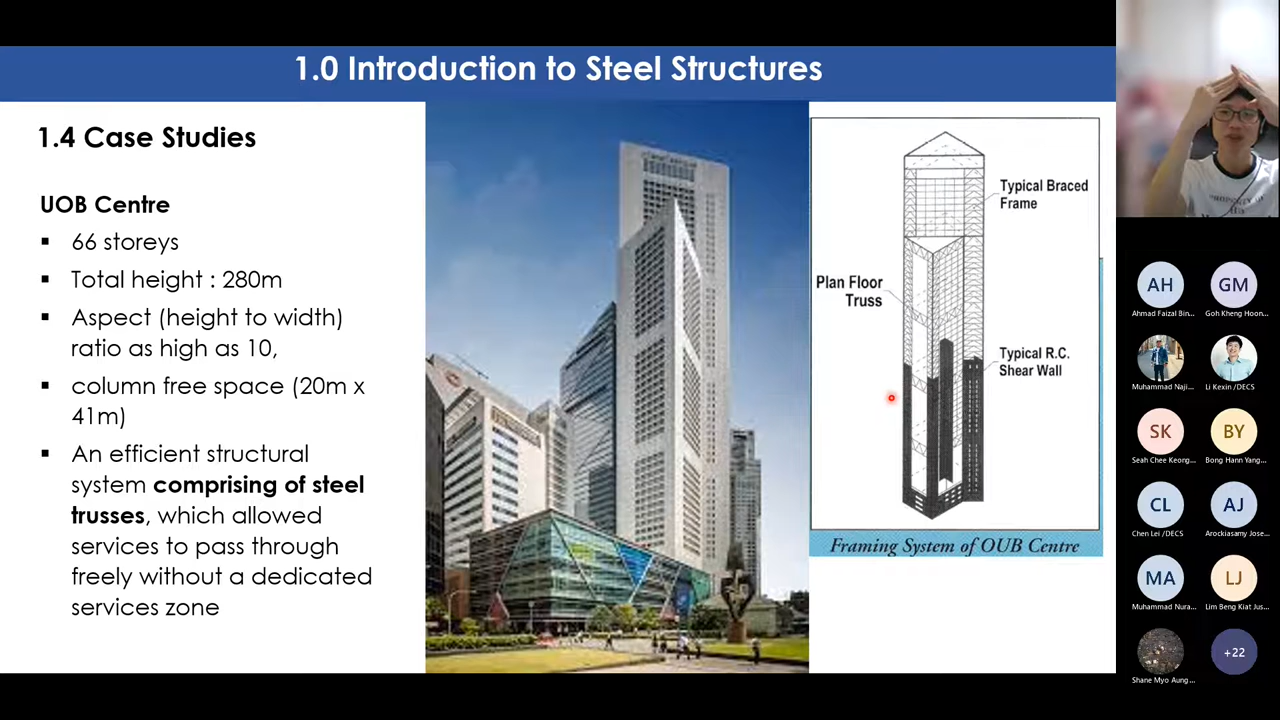 1.0 Introduction to Steel Structures
1.4 Case Studies
UOB Centre
▪ 66 storeys
▪ Total height : 280m
▪ Aspect (height to width)
ratio as high as 10,
▪ column free space (20m x
41m)
▪ An efficient structural
system comprising of steel
trusses, which allowed
services to pass through
freely without a dedicated
services zone
Typical Braced
Frame
Plan Floor
Truss
Typical R.C.
Shear Wall
Framing System of OUB Centre
PROPERTY OF
AH
GM
Ahmad Faizal Bin...
Goh Kheng Hoon...
Muhammad Naji...
Li Kexin /DECS
SK
BY
Seah Chee Keong...
Bong Hann Yang...
CL
AJ
Chen Lei /DECS
Arockiasamy Jose...
MA
LJ
Muhammad Nura...
Lim Beng Kiat Jus...
Shane Myo Aung...
+22